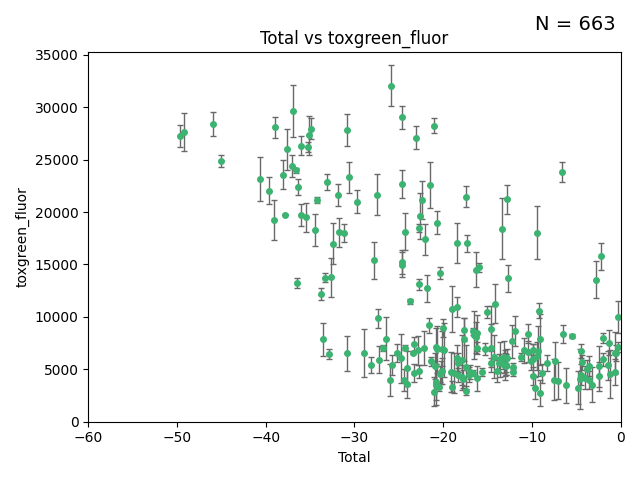 N = 663
Total vs toxgreen_fluor
35000
30000
25000
20000
15000
10000
5000
0
toxgreen_fluor
−60 −50 −40 −30 −20 −10 0
Total